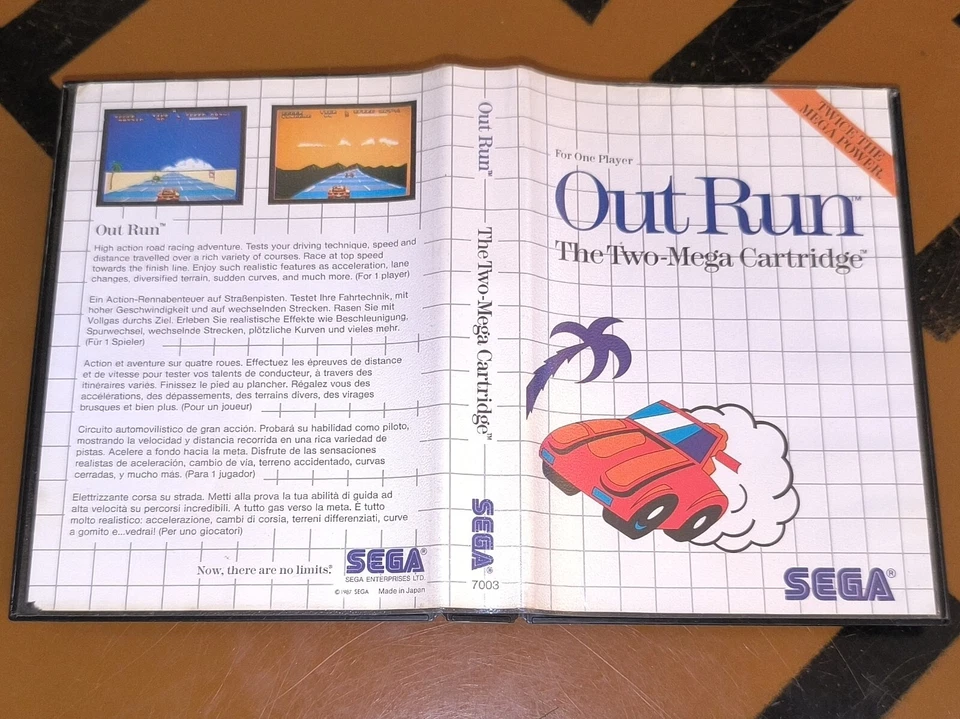 Out Run™
High action road racing adventure. Tests your driving technique, speed and
distance travelled over a rich variety of courses. Race at top speed
towards the finish line. Enjoy such realistic features as acceleration, lane
changes, diversified terrain, sudden curves, and much more. (For 1 player)
Ein Action-Rennabenteuer auf Straßenpisten. Testet Ihre Fahrtechnik, mit
hoher Geschwindigkeit und auf wechselnden Strecken. Rasen Sie mit
Vollgas durchs Ziel. Erleben Sie realistische Effekte wie Beschleunigung,
Spurwechsel, wechselnde Strecken, plötzliche Kurven und vieles mehr.
(Für 1 Spieler)
Action et aventure sur quatre roues. Effectuez les épreuves de distance
et de vitesse pour tester vos talents de conducteur, à travers des
itinéraires variés. Finissez le pied au plancher. Régalez vous des
accélérations, des dépassements, des terrains divers, des virages
brusques et bien plus. (Pour un joueur)
Circuito automovilístico de gran acción. Probará su habilidad como piloto,
mostrando la velocidad y distancia recorrida en una rica variedad de
pistas. Acelere a fondo hacia la meta. Disfrute de las sensaciones
realistas de aceleración, cambio de vía, terreno accidentado, curvas
cerradas, y mucho más. (Para 1 jugador)
Elettrizzante corsa su strada. Metti alla prova la tua abilità di guida ad
alta velocità su percorsi incredibili. A tutto gas verso la meta. È tutto
molto realistico: accelerazione, cambi di corsia, terreni differenziati, curve
a gomito e...vedrai! (Per uno giocatori)
Now, there are no limits.®
SEGA®
SEGA ENTERPRISES LTD.
©1987 SEGA Made in Japan
Out Run™
The Two-Mega Cartridge™
SEGA®
7003
TWICE THE
MEGA POWER
For One Player
Out Run™
The Two-Mega Cartridge™
SEGA®